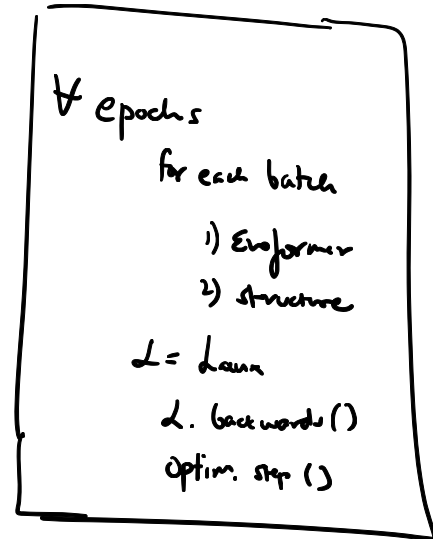 ∀ epochs
for each batch
1) Evoformer
2) structure
ℒ = ℒaux
ℒ. backwards()
optim. step ()